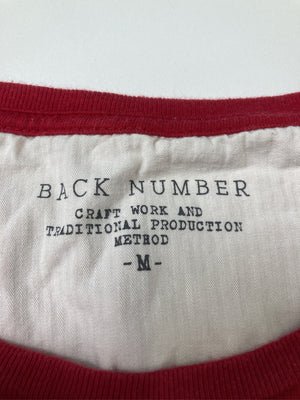 BACK NUMBER
CRAFT WORK AND
TRADITIONAL PRODUCTION
METHOD
-M-